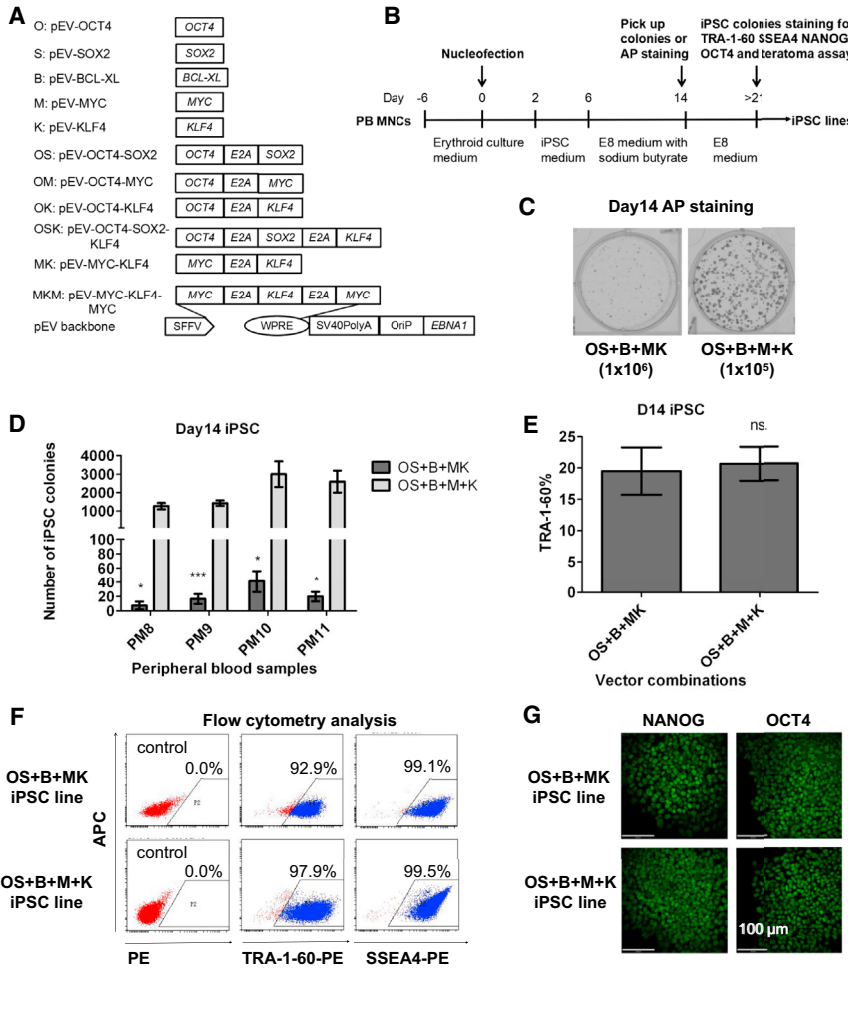 A
O: pEV-OCT4
OCT4
S: pEV-SOX2
SOX2
B: pEV-BCL-XL
BCL-XL
M: pEV-MYC
MYC
K: pEV-KLF4
KLF4
OS: pEV-OCT4-SOX2
OCT4 E2A SOX2
OM: pEV-OCT4-MYC
OCT4 E2A MYC
OK: pEV-OCT4-KLF4
OCT4 E2A KLF4
OSK: pEV-OCT4-SOX2-
KLF4
OCT4 E2A SOX2 E2A KLF4
MK: pEV-MYC-KLF4
MYC E2A KLF4
MKM: pEV-MYC-KLF4-
MYC
MYC E2A KLF4 E2A MYC
pEV backbone
SFFV WPRE SV40PolyA OriP EBNA1
B
Nucleofection
Pick up
colonies or
AP staining
iPSC colonies staining fo
TRA-1-60 SSEA4 NANOG
OCT4 and teratoma assay
Day -6 0 2 6 14 >21
PB MNCs
iPSC lines
Erythroid culture
medium
iPSC
medium
E8 medium with
sodium butyrate
E8
medium
C
Day14 AP staining
OS+B+MK
(1x10⁶)
OS+B+M+K
(1x10⁵)
D
Day14 iPSC
Number of iPSC colonies
4000
3000
2000
1000
100
80
60
40
20
0
* *** * *
OS+B+MK
OS+B+M+K
PM8 PM9 PM10 PM11
Peripheral blood samples
E
D14 iPSC
ns.
TRA-1-60%
25
20
15
10
5
0
OS+B+MK OS+B+M+K
Vector combinations
F
Flow cytometry analysis
OS+B+MK
iPSC line
control
0.0%
P2
92.9%
99.1%
OS+B+M+K
iPSC line
control
0.0%
P2
97.9%
99.5%
APC
PE TRA-1-60-PE SSEA4-PE
G
NANOG OCT4
OS+B+MK
iPSC line
OS+B+M+K
iPSC line
100 µm